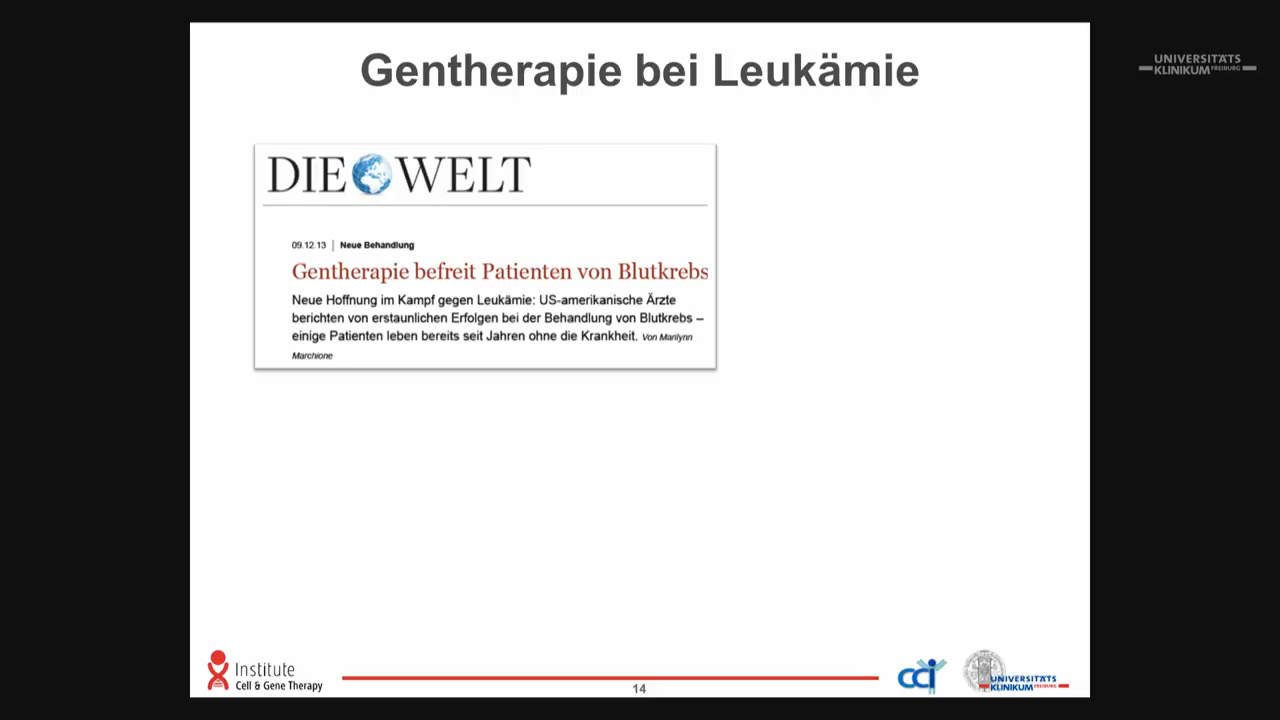 Gentherapie bei Leukämie
UNIVERSITÄTS
KLINIKUM FREIBURG
DIE WELT
09.12.13 | Neue Behandlung
Gentherapie befreit Patienten von Blutkrebs
Neue Hoffnung im Kampf gegen Leukämie: US-amerikanische Ärzte
berichten von erstaunlichen Erfolgen bei der Behandlung von Blutkrebs –
einige Patienten leben bereits seit Jahren ohne die Krankheit. Von Marilynn
Marchione
Institute
Cell & Gene Therapy
14
cci
UNIVERSITÄTS
KLINIKUM FREIBURG